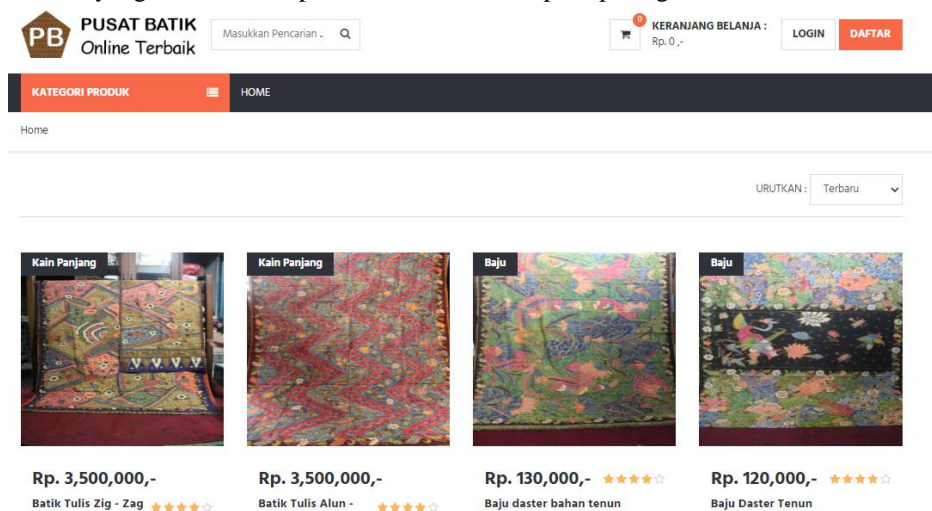 PB
PUSAT BATIK
Online Terbaik
Masukkan Pencarian ..
0
KERANJANG BELANJA :
Rp. 0 ,-
LOGIN
DAFTAR
KATEGORI PRODUK
HOME
Home
URUTKAN :
Terbaru
Kain Panjang
Kain Panjang
Baju
Baju
Rp. 3,500,000,-
Batik Tulis Zig - Zag
Rp. 3,500,000,-
Batik Tulis Alun -
Rp. 130,000,-
Baju daster bahan tenun
Rp. 120,000,-
Baju Daster Tenun